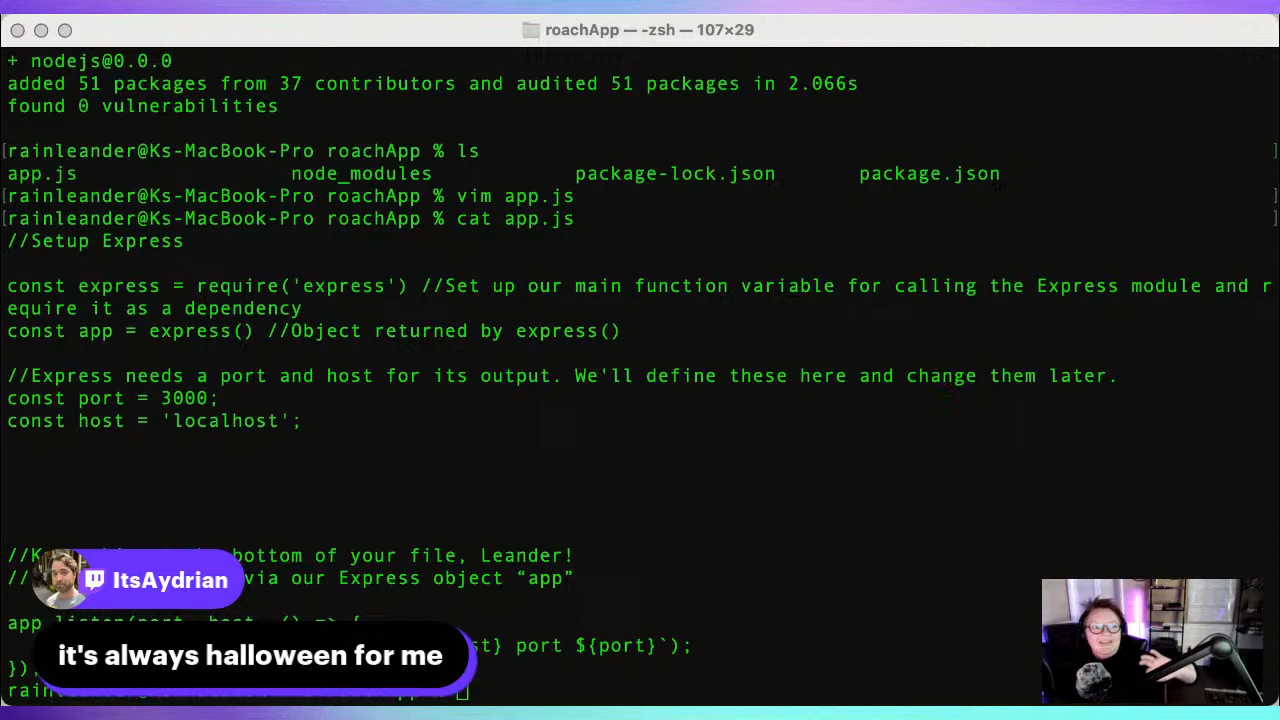 roachApp — -zsh — 107×29
+ nodejs@0.0.0
added 51 packages from 37 contributors and audited 51 packages in 2.066s
found 0 vulnerabilities
[rainleander@Ks-MacBook-Pro roachApp % ls ]
app.js node_modules package-lock.json package.json
[rainleander@Ks-MacBook-Pro roachApp % vim app.js ]
[rainleander@Ks-MacBook-Pro roachApp % cat app.js ]
//Setup Express
const express = require('express') //Set up our main function variable for calling the Express module and r
equire it as a dependency
const app = express() //Object returned by express()
//Express needs a port and host for its output. We'll define these here and change them later.
const port = 3000;
const host = 'localhost';
bottom of your file, Leander!
via our Express object “app”
ItsAydrian
app
port ${port}`);
it's always halloween for me
})